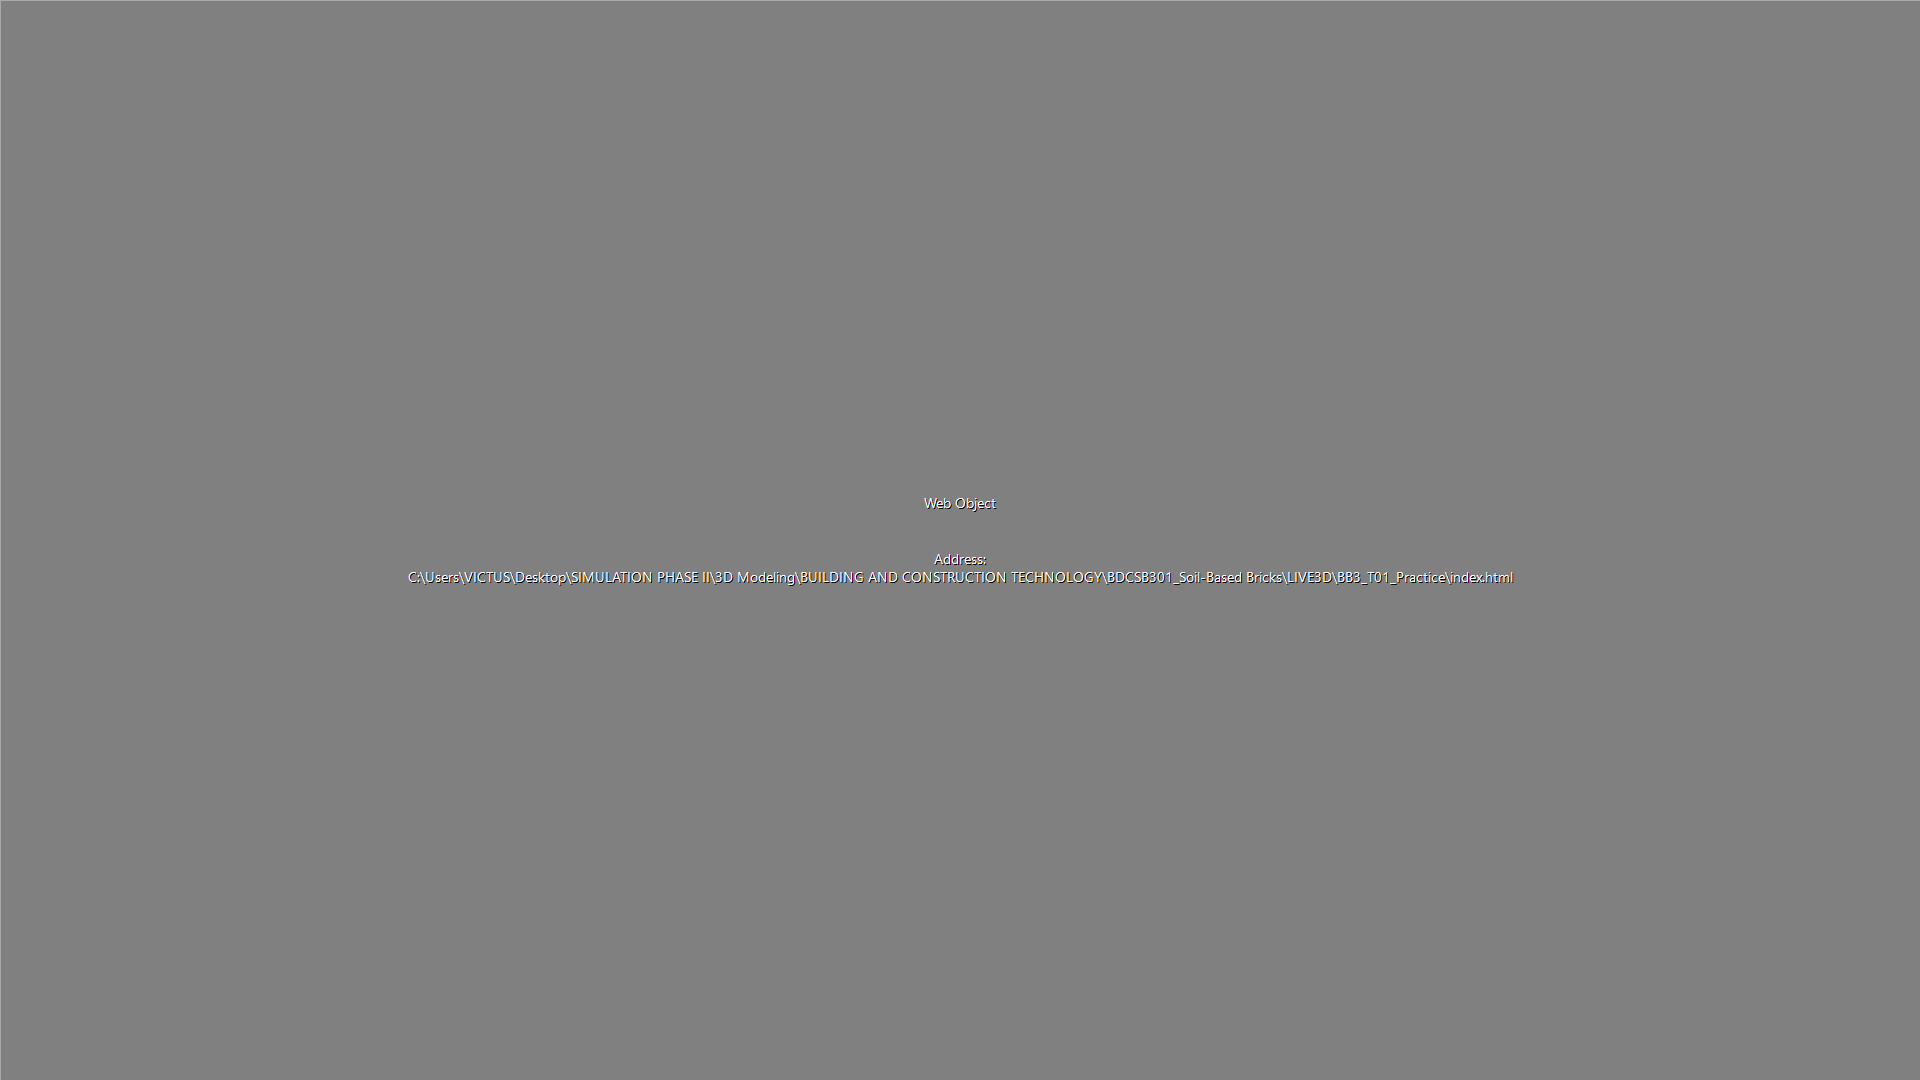 Web Object
Address:
C:\Users\VICTUS\Desktop\SIMULATION PHASE II\3D Modeling\BUILDING AND CONSTRUCTION TECHNOLOGY\BDCSB301_Soil-Based Bricks\LIVE3D\BB3_T01_Practice\index.html